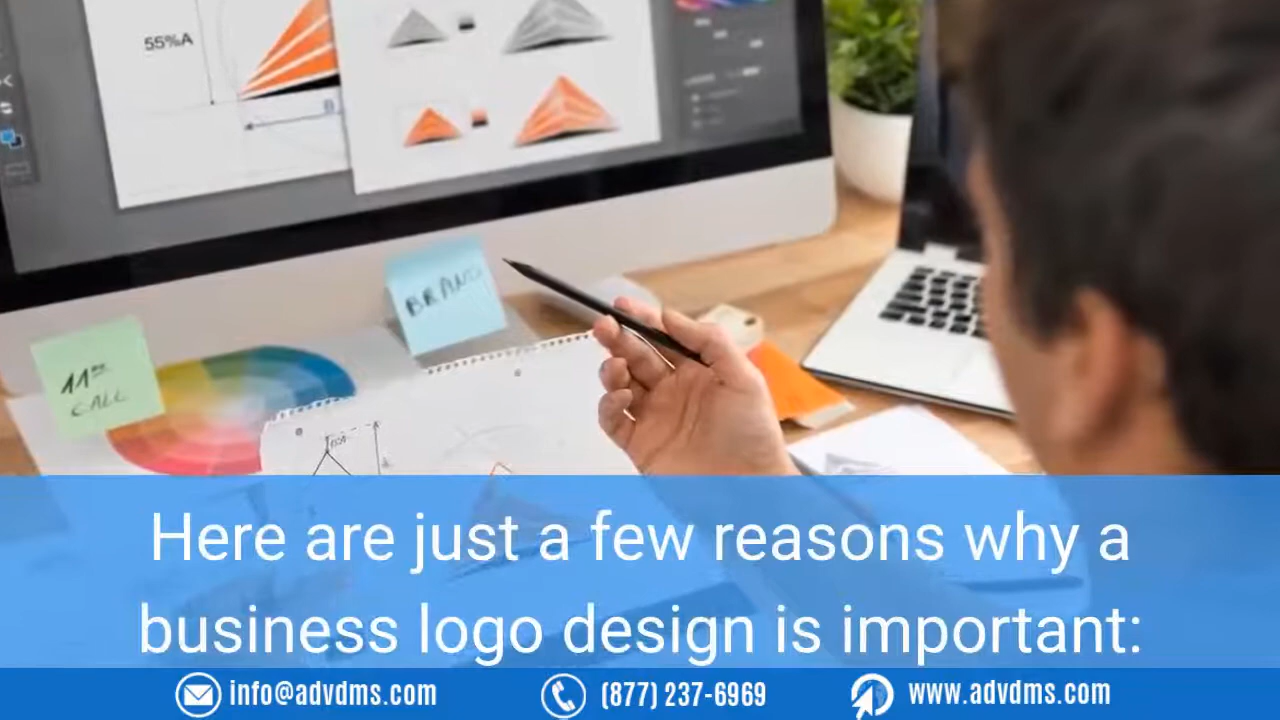 55%A
BRAND
11
CALL
Here are just a few reasons why a
business logo design is important:
info@advdms.com
(877) 237-6969
www.advdms.com